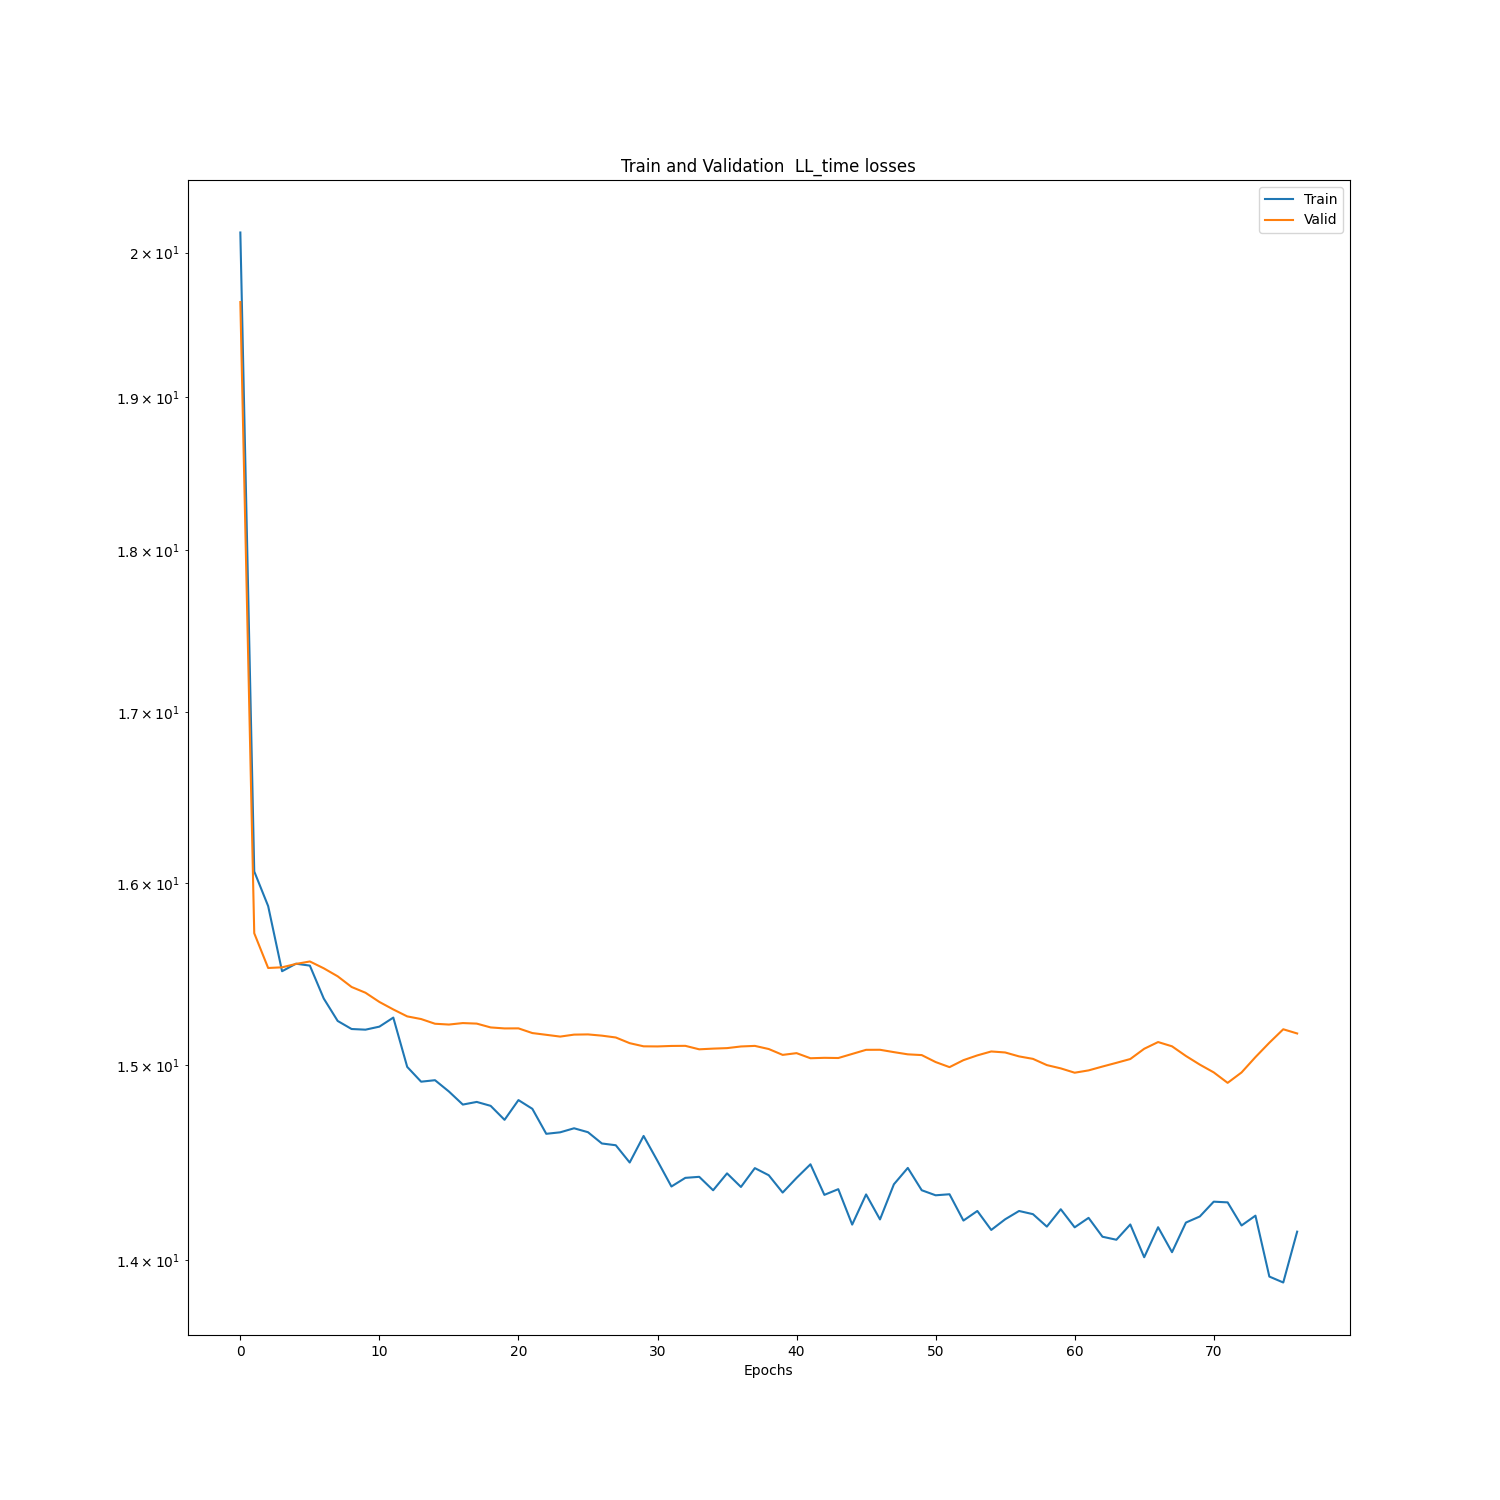 Train and Validation  LL_time losses
Train
Valid
2 × 10¹
1.9 × 10¹
1.8 × 10¹
1.7 × 10¹
1.6 × 10¹
1.5 × 10¹
1.4 × 10¹
0 10 20 30 40 50 60 70
Epochs